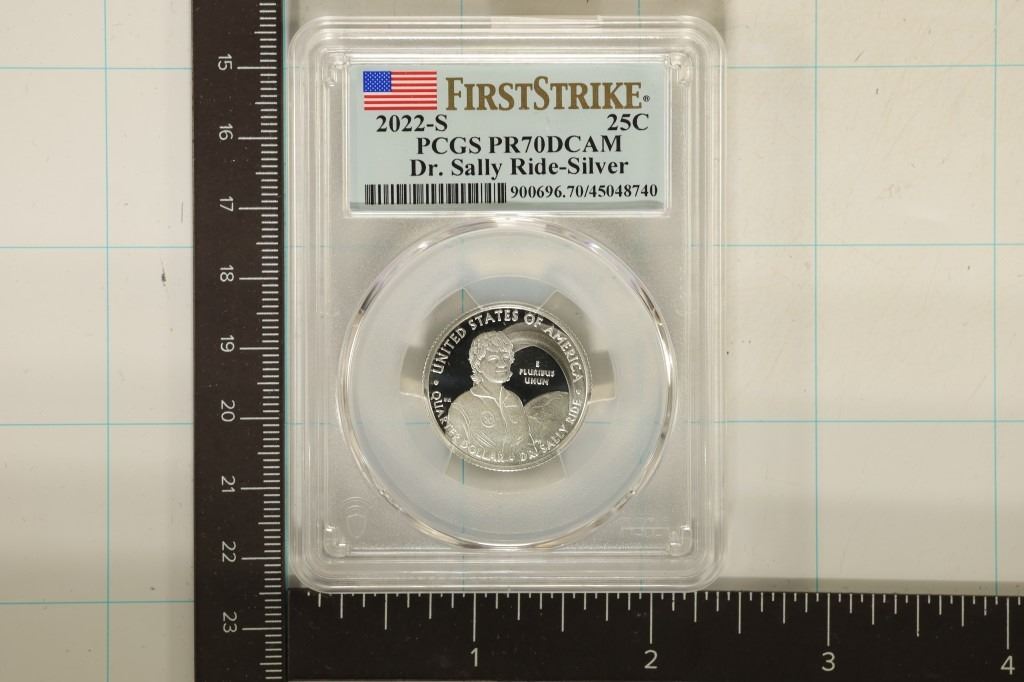 FIRSTSTRIKE®
2022-S 25C
PCGS PR70DCAM
Dr. Sally Ride-Silver
900696.70/45048740
UNITED STATES OF AMERICA
E
PLURIBUS
UNUM
QUARTER DOLLAR • DR. SALLY RIDE
15
16
17
18
19
20
21
22
23
1 2 3 4